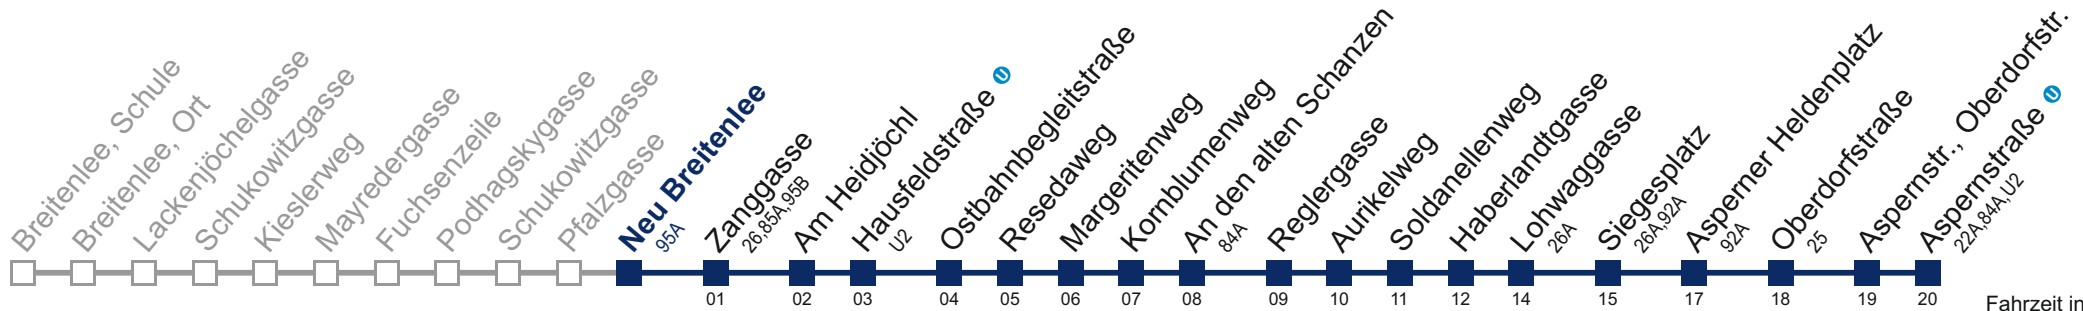 Breitenlee, Schule
Breitenlee, Ort
Lackenjöchelgasse
Schukowitzgasse
Kieslerweg
Mayredergasse
Fuchsenzeile
Podhagskygasse
Schukowitzgasse
Pfalzgasse
Neu Breitenlee
95A
Zanggasse
26,85A,95B
Am Heidjöchl
Hausfeldstraße U
U2
Ostbahnbegleitstraße
Resedaweg
Margeritenweg
Kornblumenweg
An den alten Schanzen
84A
Reglergasse
Aurikelweg
Soldanellenweg
Haberlandtgasse
Lohwaggasse
26A
Siegesplatz
26A,92A
Asperner Heldenplatz
92A
Oberdorfstraße
25
Aspernstr., Oberdorfstr.
Aspernstraße U
22A,84A,U2
01 02 03 04 05 06 07 08 09 10 11 12 14 15 17 18 19 20
Fahrzeit in